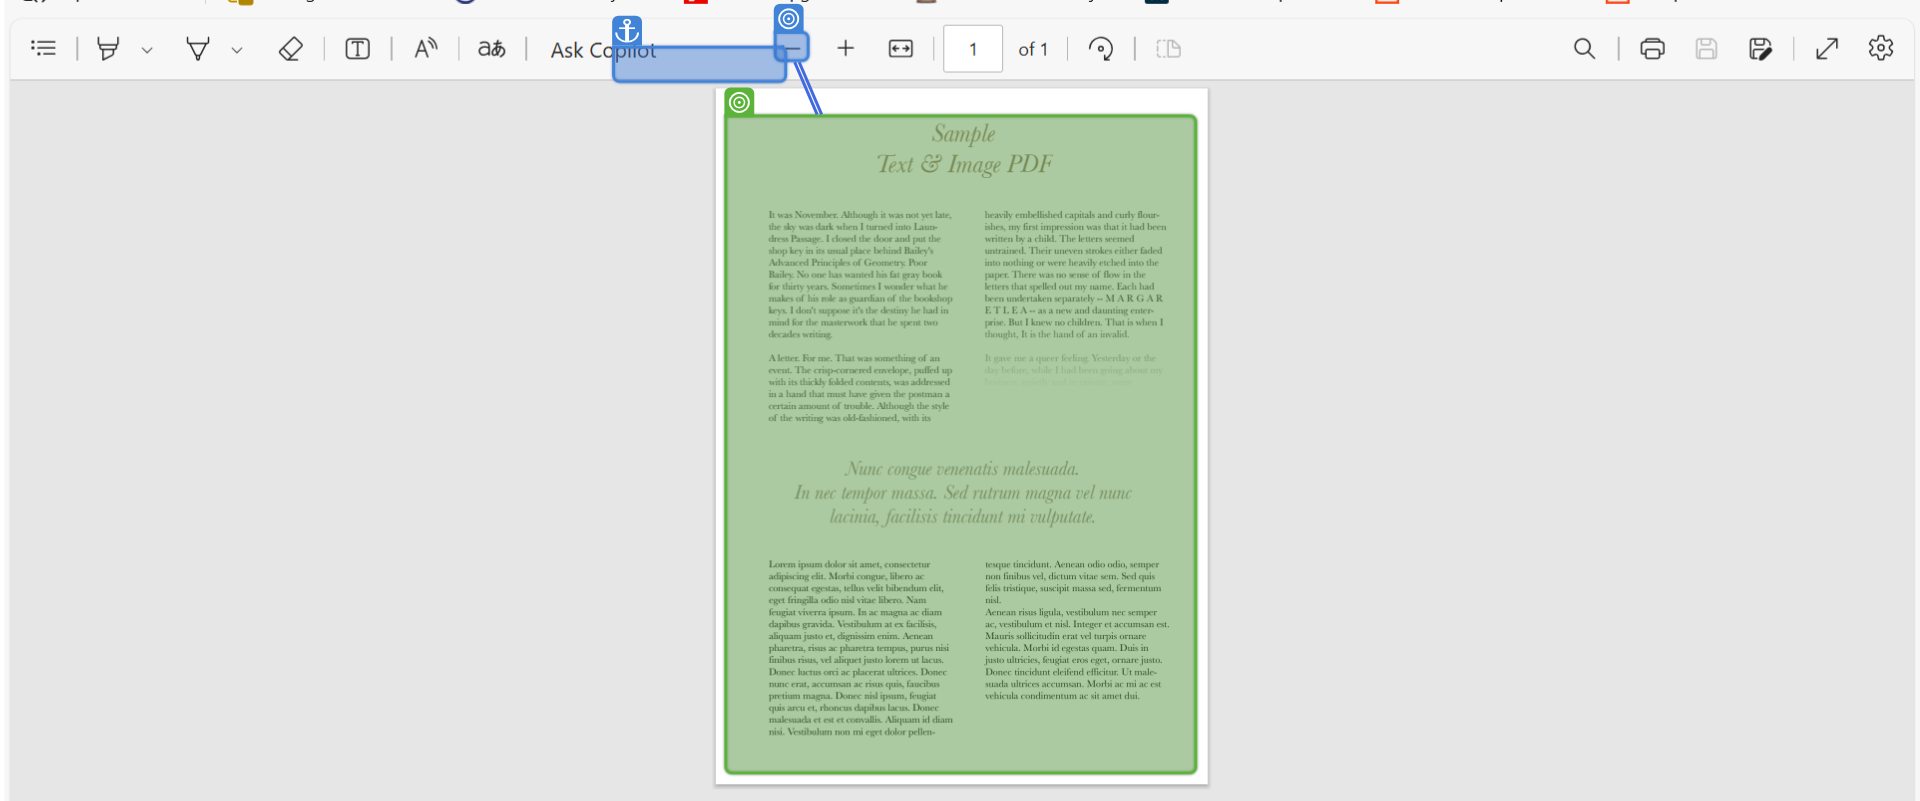 aあ
Ask Copilot
1 of 1
Sample
Text & Image PDF
It was November. Although it was not yet late,
the sky was dark when I turned into Laun-
dress Passage. I closed the door and put the
shop key in its usual place behind Bailey's
Advanced Principles of Geometry. Poor
Bailey. No one has wanted his fat gray book
for thirty years. Sometimes I wonder what he
makes of his role as guardian of the bookshop
keys. I don't suppose it's the destiny he had in
mind for the masterwork that he spent two
decades writing.
A letter. For me. That was something of an
event. The crisp-cornered envelope, puffed up
with its thickly folded contents, was addressed
in a hand that must have given the postman a
certain amount of trouble. Although the style
of the writing was old-fashioned, with its
heavily embellished capitals and curly flour-
ishes, my first impression was that it had been
written by a child. The letters seemed
untrained. Their uneven strokes either faded
into nothing or were heavily etched into the
paper. There was no sense of flow in the
letters that spelled out my name. Each had
been undertaken separately -- M A R G A R
E T L E A -- as a new and daunting enter-
prise. But I knew no children. That is when I
thought, It is the hand of an invalid.
It gave me a queer feeling. Yesterday or the
day before, while I had been going about my
Nunc congue venenatis malesuada.
In nec tempor massa. Sed rutrum magna vel nunc
lacinia, facilisis tincidunt mi vulputate.
Lorem ipsum dolor sit amet, consectetur
adipiscing elit. Morbi congue, libero ac
consequat egestas, tellus velit bibendum elit,
eget fringilla odio nisl vitae libero. Nam
feugiat viverra ipsum. In ac magna ac diam
dapibus gravida. Vestibulum at ex facilisis,
aliquam justo et, dignissim enim. Aenean
pharetra, risus ac pharetra tempus, purus nisi
finibus risus, vel aliquet justo lorem ut lacus.
Donec luctus orci ac placerat ultrices. Donec
nunc erat, accumsan ac risus quis, faucibus
pretium magna. Donec nisl ipsum, feugiat
quis arcu et, rhoncus dapibus lacus. Donec
malesuada et est et convallis. Aliquam id diam
nisi. Vestibulum non mi eget dolor pellen-
tesque tincidunt. Aenean odio odio, semper
non finibus vel, dictum vitae sem. Sed quis
felis tristique, suscipit massa sed, fermentum
nisl.
Aenean risus ligula, vestibulum nec semper
ac, vestibulum et nisl. Integer et accumsan est.
Mauris sollicitudin erat vel turpis ornare
vehicula. Morbi id egestas quam. Duis in
justo ultricies, feugiat eros eget, ornare justo.
Donec tincidunt eleifend efficitur. Ut male-
suada ultrices accumsan. Morbi ac mi ac est
vehicula condimentum ac sit amet dui.